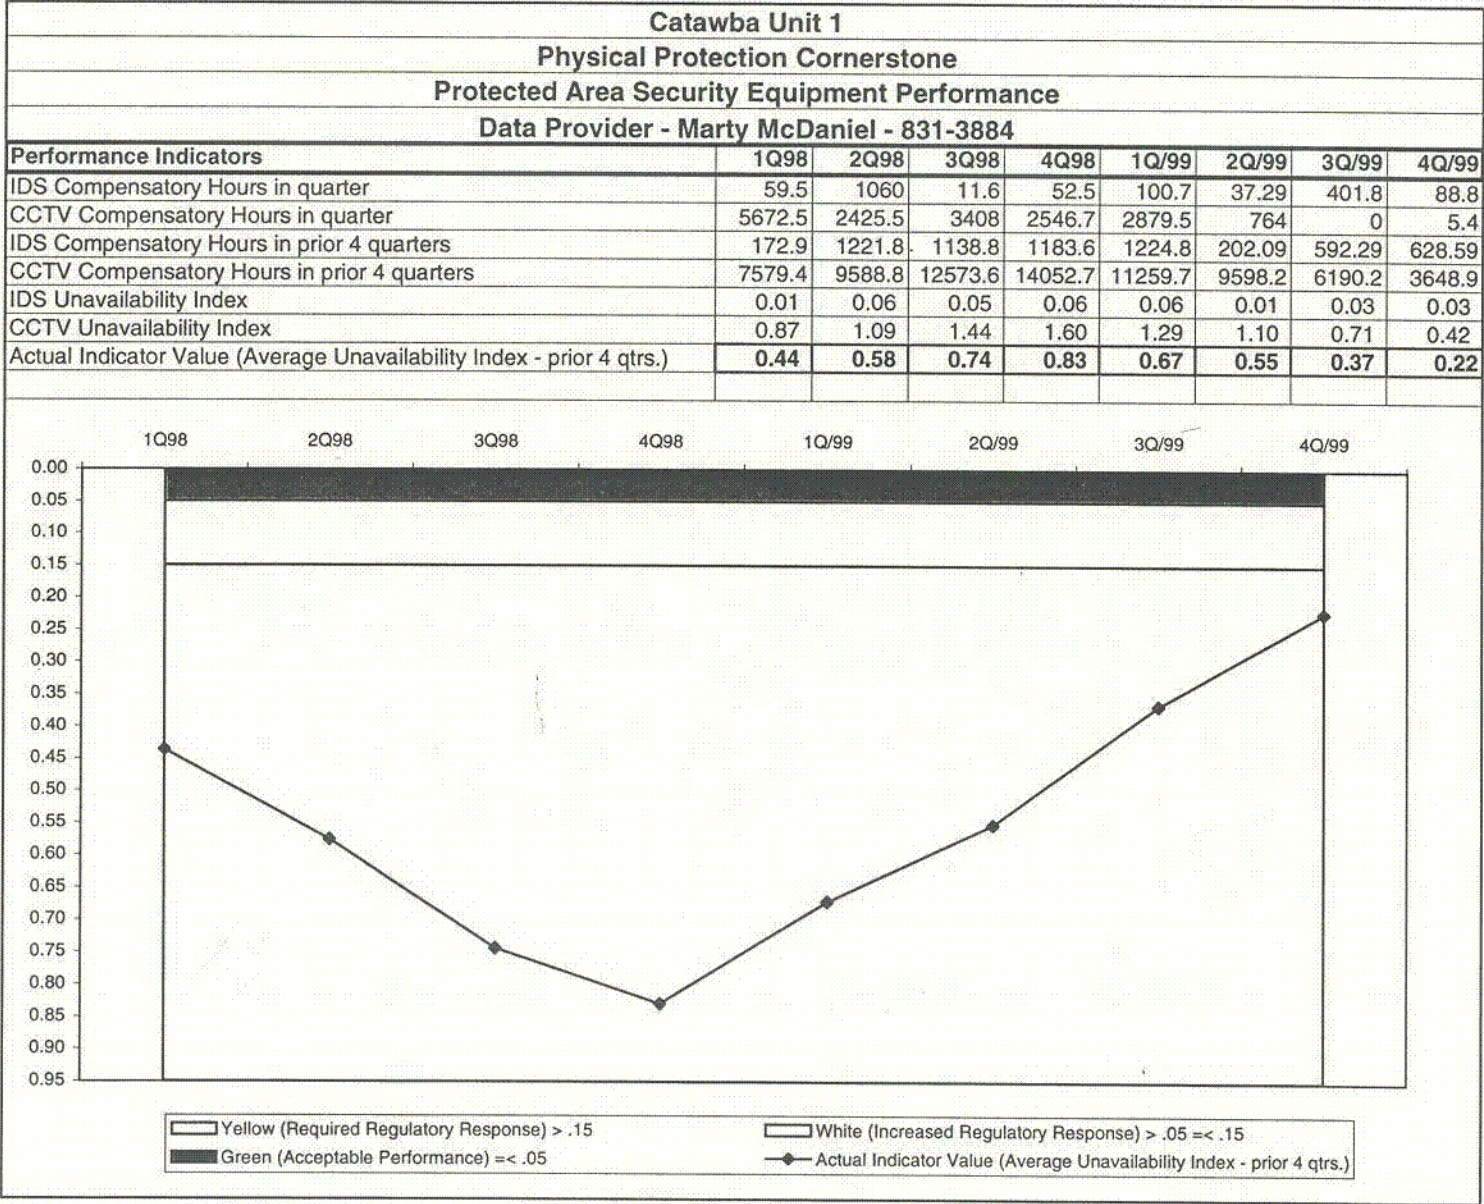 Catawba Unit 1
Physical Protection Cornerstone
Protected Area Security Equipment Performance
Data Provider - Marty McDaniel - 831-3884
Performance Indicators 1Q98 2Q98 3Q98 4Q98 1Q/99 2Q/99 3Q/99 4Q/99
IDS Compensatory Hours in quarter 59.5 1060 11.6 52.5 100.7 37.29 401.8 88.8
CCTV Compensatory Hours in quarter 5672.5 2425.5 3408 2546.7 2879.5 764 0 5.4
IDS Compensatory Hours in prior 4 quarters 172.9 1221.8 1138.8 1183.6 1224.8 202.09 592.29 628.59
CCTV Compensatory Hours in prior 4 quarters 7579.4 9588.8 12573.6 14052.7 11259.7 9598.2 6190.2 3648.9
IDS Unavailability Index 0.01 0.06 0.05 0.06 0.06 0.01 0.03 0.03
CCTV Unavailability Index 0.87 1.09 1.44 1.60 1.29 1.10 0.71 0.42
Actual Indicator Value (Average Unavailability Index - prior 4 qtrs.) 0.44 0.58 0.74 0.83 0.67 0.55 0.37 0.22
1Q98 2Q98 3Q98 4Q98 1Q/99 2Q/99 3Q/99 4Q/99
0.00
0.05
0.10
0.15
0.20
0.25
0.30
0.35
0.40
0.45
0.50
0.55
0.60
0.65
0.70
0.75
0.80
0.85
0.90
0.95
Yellow (Required Regulatory Response) > .15 White (Increased Regulatory Response) > .05 =< .15
Green (Acceptable Performance) =< .05 Actual Indicator Value (Average Unavailability Index - prior 4 qtrs.)